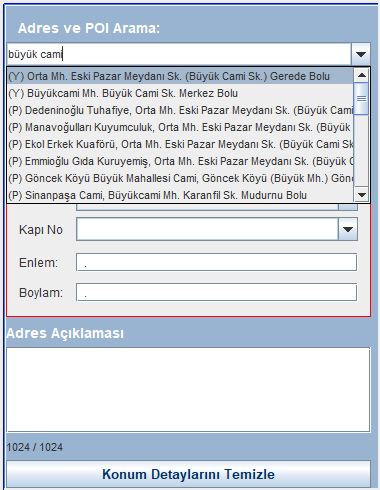 Adres ve POI Arama:
büyük cami
(Y) Orta Mh. Eski Pazar Meydanı Sk. (Büyük Cami Sk.) Gerede Bolu
(Y) Büyükcami Mh. Büyük Cami Sk. Merkez Bolu
(P) Dedeninoğlu Tuhafiye, Orta Mh. Eski Pazar Meydanı Sk. (Büyük
(P) Manavoğulları Kuyumculuk, Orta Mh. Eski Pazar Meydanı Sk. (Büyük
(P) Ekol Erkek Kuaförü, Orta Mh. Eski Pazar Meydanı Sk. (Büyük Cami Sk
(P) Emmioğlu Gıda Kuruyemiş, Orta Mh. Eski Pazar Meydanı Sk. (Büyük C
(P) Göncek Köyü Büyük Mahallesi Cami, Göncek Köyü (Büyük Mh.) Gönc
(P) Sinanpaşa Cami, Büyükcami Mh. Karanfil Sk. Mudurnu Bolu
Kapı No
Enlem: .
Boylam: .
Adres Açıklaması
1024 / 1024
Konum Detaylarını Temizle